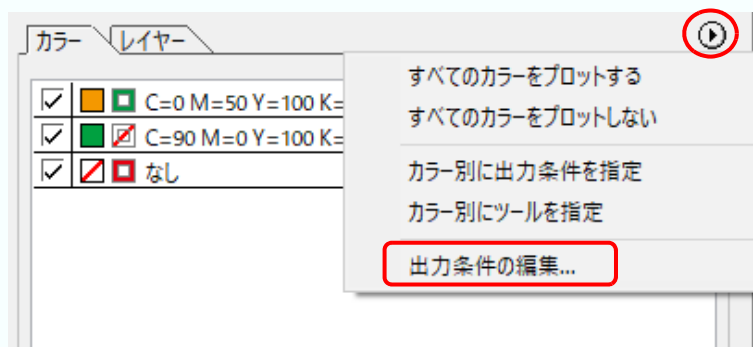 カラー レイヤー
すべてのカラーをプロットする
すべてのカラーをプロットしない
カラー別に出力条件を指定
カラー別にツールを指定
出力条件の編集...
C=0 M=50 Y=100 K=
C=90 M=0 Y=100 K=
なし